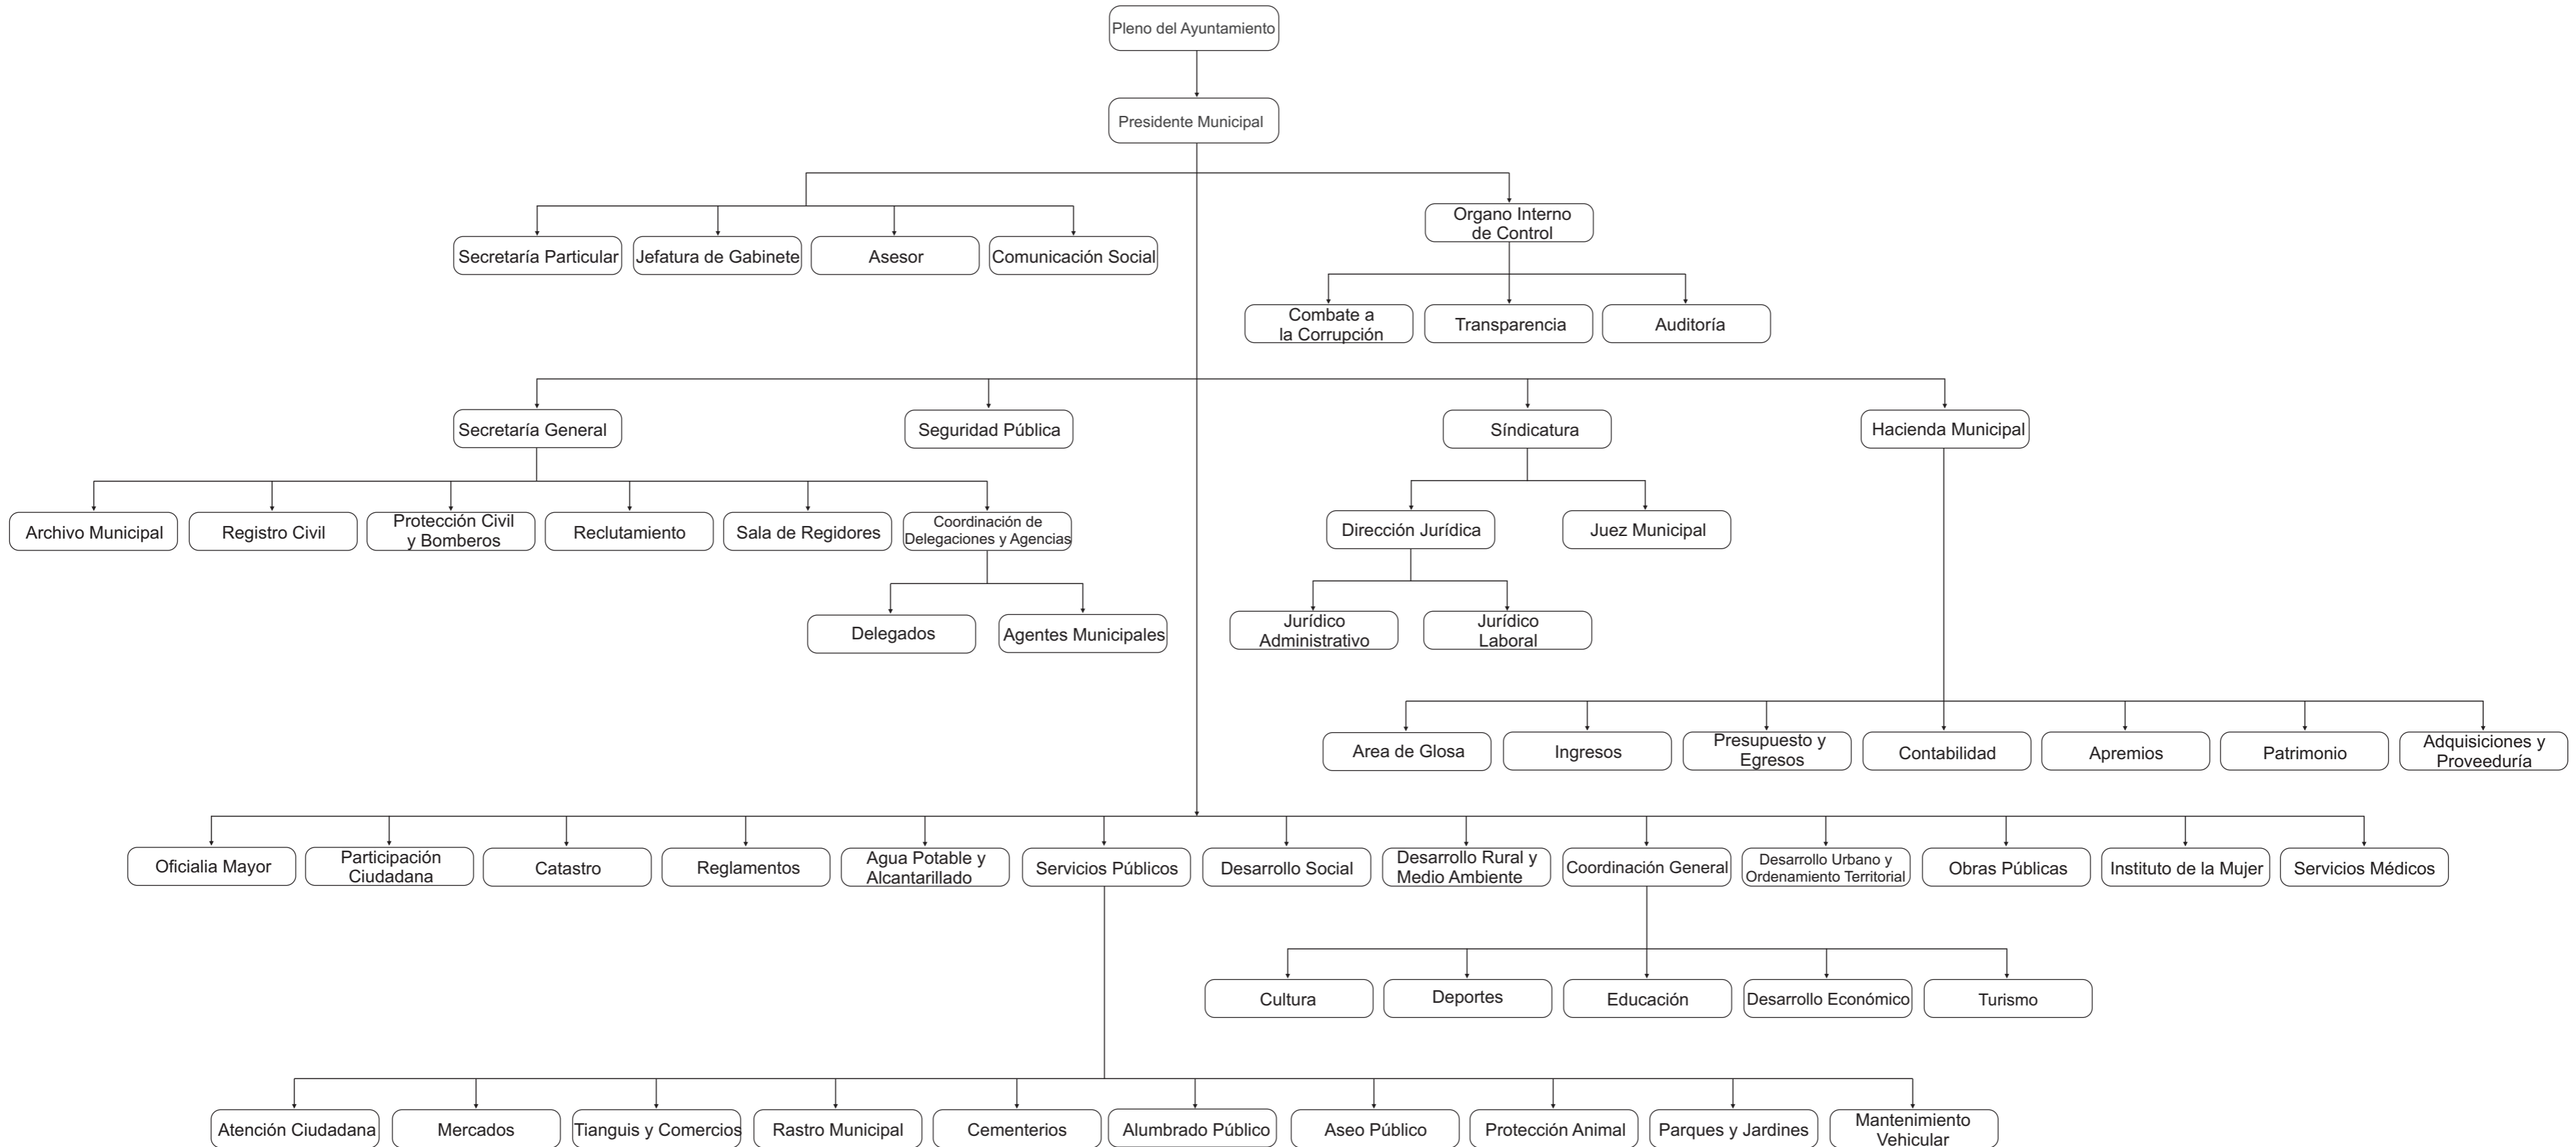 Pleno del Ayuntamiento
Presidente Municipal
Organo Interno
de Control
Secretaría Particular
Jefatura de Gabinete
Asesor
Comunicación Social
Combate a
la Corrupción
Transparencia
Auditoría
Secretaría General
Seguridad Pública
Síndicatura
Hacienda Municipal
Archivo Municipal
Registro Civil
Protección Civil
y Bomberos
Reclutamiento
Sala de Regidores
Coordinación de
Delegaciones y Agencias
Dirección Jurídica
Juez Municipal
Delegados
Agentes Municipales
Jurídico
Administrativo
Jurídico
Laboral
Area de Glosa
Ingresos
Presupuesto y
Egresos
Contabilidad
Apremios
Patrimonio
Adquisiciones y
Proveeduría
Oficialia Mayor
Participación
Ciudadana
Catastro
Reglamentos
Agua Potable y
Alcantarillado
Servicios Públicos
Desarrollo Social
Desarrollo Rural y
Medio Ambiente
Coordinación General
Desarrollo Urbano y
Ordenamiento Territorial
Obras Públicas
Instituto de la Mujer
Servicios Médicos
Cultura
Deportes
Educación
Desarrollo Económico
Turismo
Atención Ciudadana
Mercados
Tianguis y Comercios
Rastro Municipal
Cementerios
Alumbrado Público
Aseo Público
Protección Animal
Parques y Jardines
Mantenimiento
Vehicular